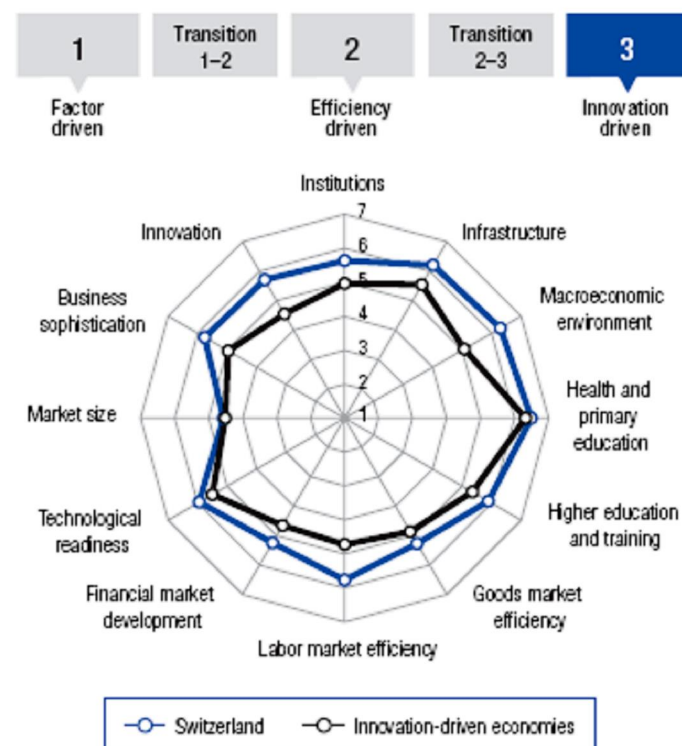 1
Transition
1–2
2
Transition
2–3
3
Factor
driven
Efficiency
driven
Innovation
driven
Institutions
Infrastructure
Macroeconomic
environment
Health and
primary
education
Higher education
and training
Goods market
efficiency
Labor market efficiency
Financial market
development
Technological
readiness
Market size
Business
sophistication
Innovation
7
6
5
4
3
2
1
Switzerland
Innovation-driven economies